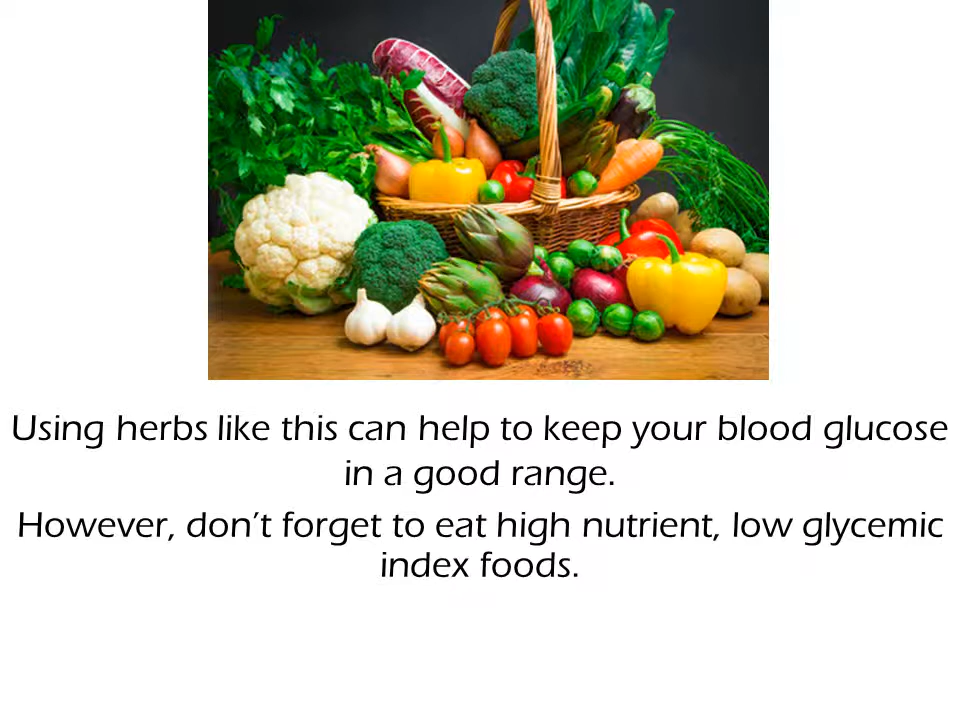 Using herbs like this can help to keep your blood glucose
in a good range.
However, don’t forget to eat high nutrient, low glycemic
index foods.